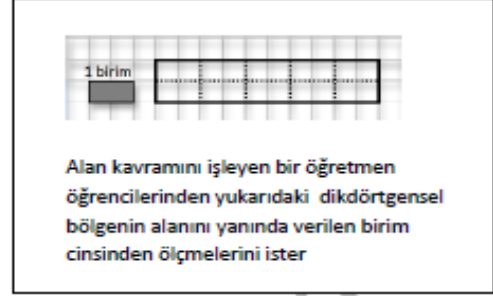 1 birim
Alan kavramını işleyen bir öğretmen
öğrencilerinden yukarıdaki dikdörtgensel
bölgenin alanını yanında verilen birim
cinsinden ölçmelerini ister